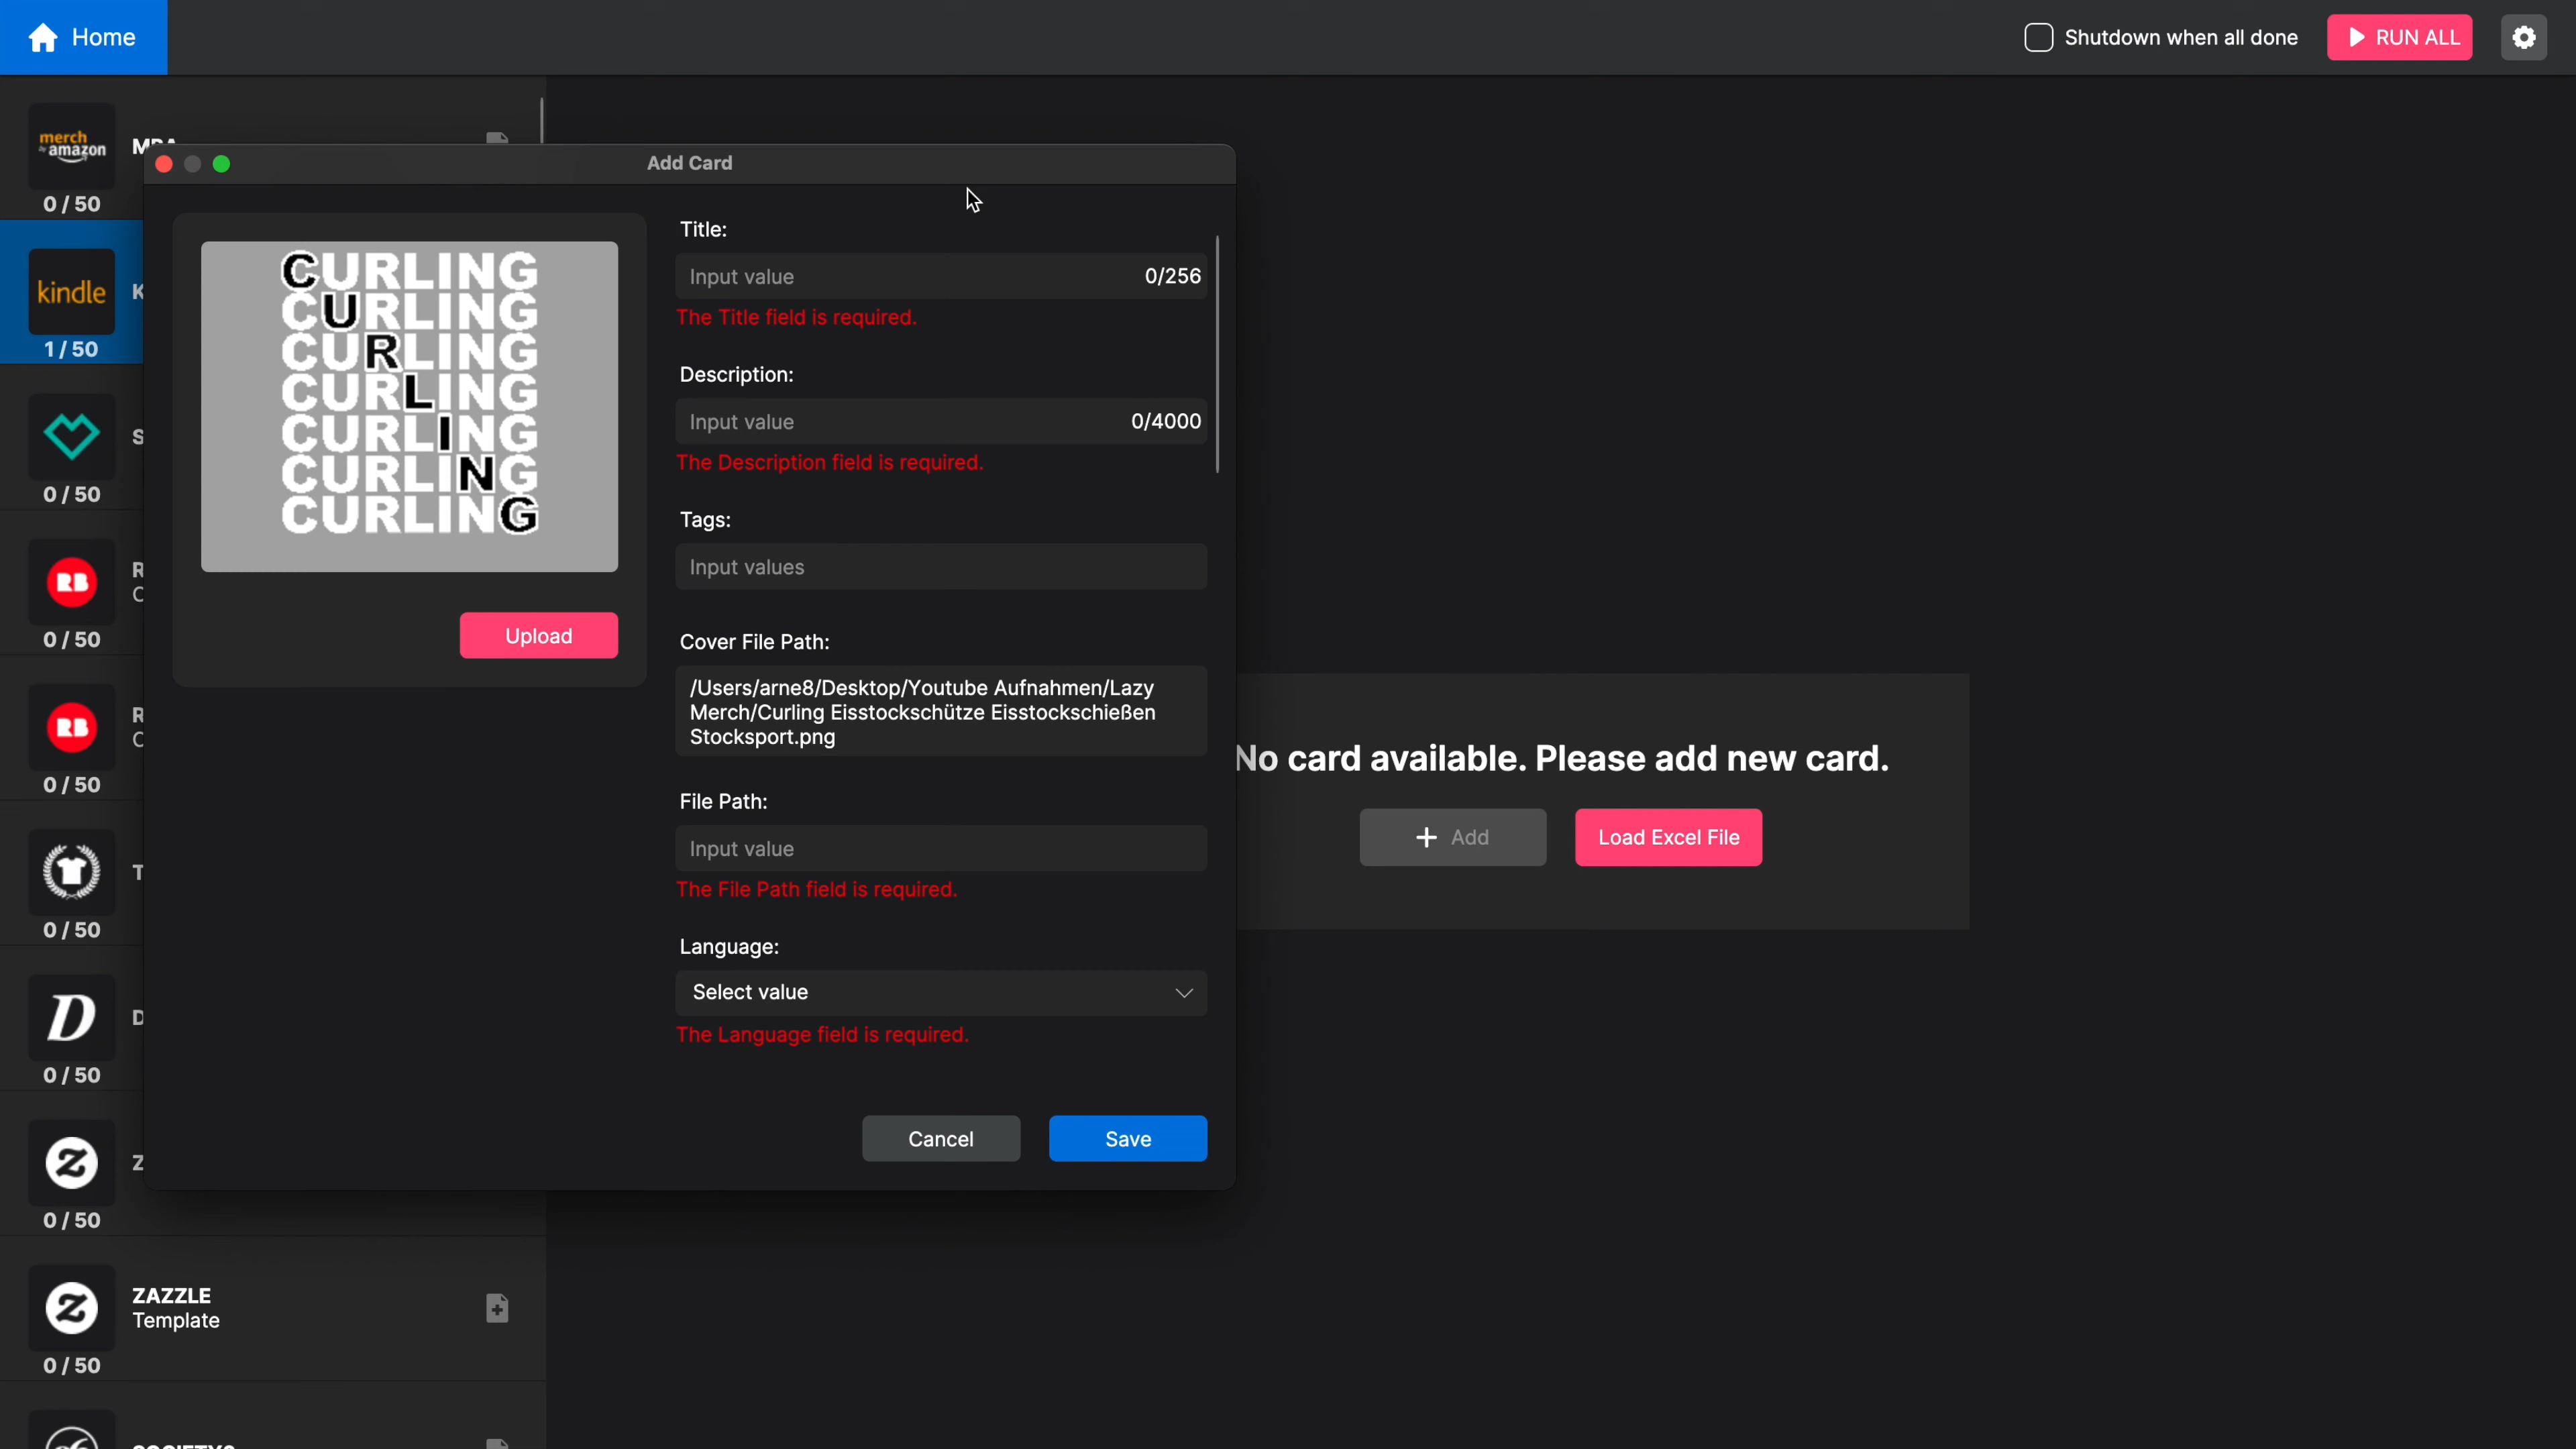 Home
Shutdown when all done
RUN ALL
merch
by amazon
0 / 50
Add Card
kindle
K
1 / 50
CURLING
CURLING
CURLING
CURLING
CURLING
CURLING
CURLING
Upload
Title:
Input value
0/256
The Title field is required.
Description:
Input value
0/4000
The Description field is required.
Tags:
Input values
Cover File Path:
/Users/arne8/Desktop/Youtube Aufnahmen/Lazy
Merch/Curling Eisstockschütze Eisstockschießen
Stocksport.png
File Path:
Input value
The File Path field is required.
Language:
Select value
The Language field is required.
Cancel
Save
S
0 / 50
RB
R
C
0 / 50
RB
R
C
0 / 50
T
0 / 50
D
D
0 / 50
Z
Z
0 / 50
Z
ZAZZLE
Template
0 / 50
No card available. Please add new card.
+ Add
Load Excel File